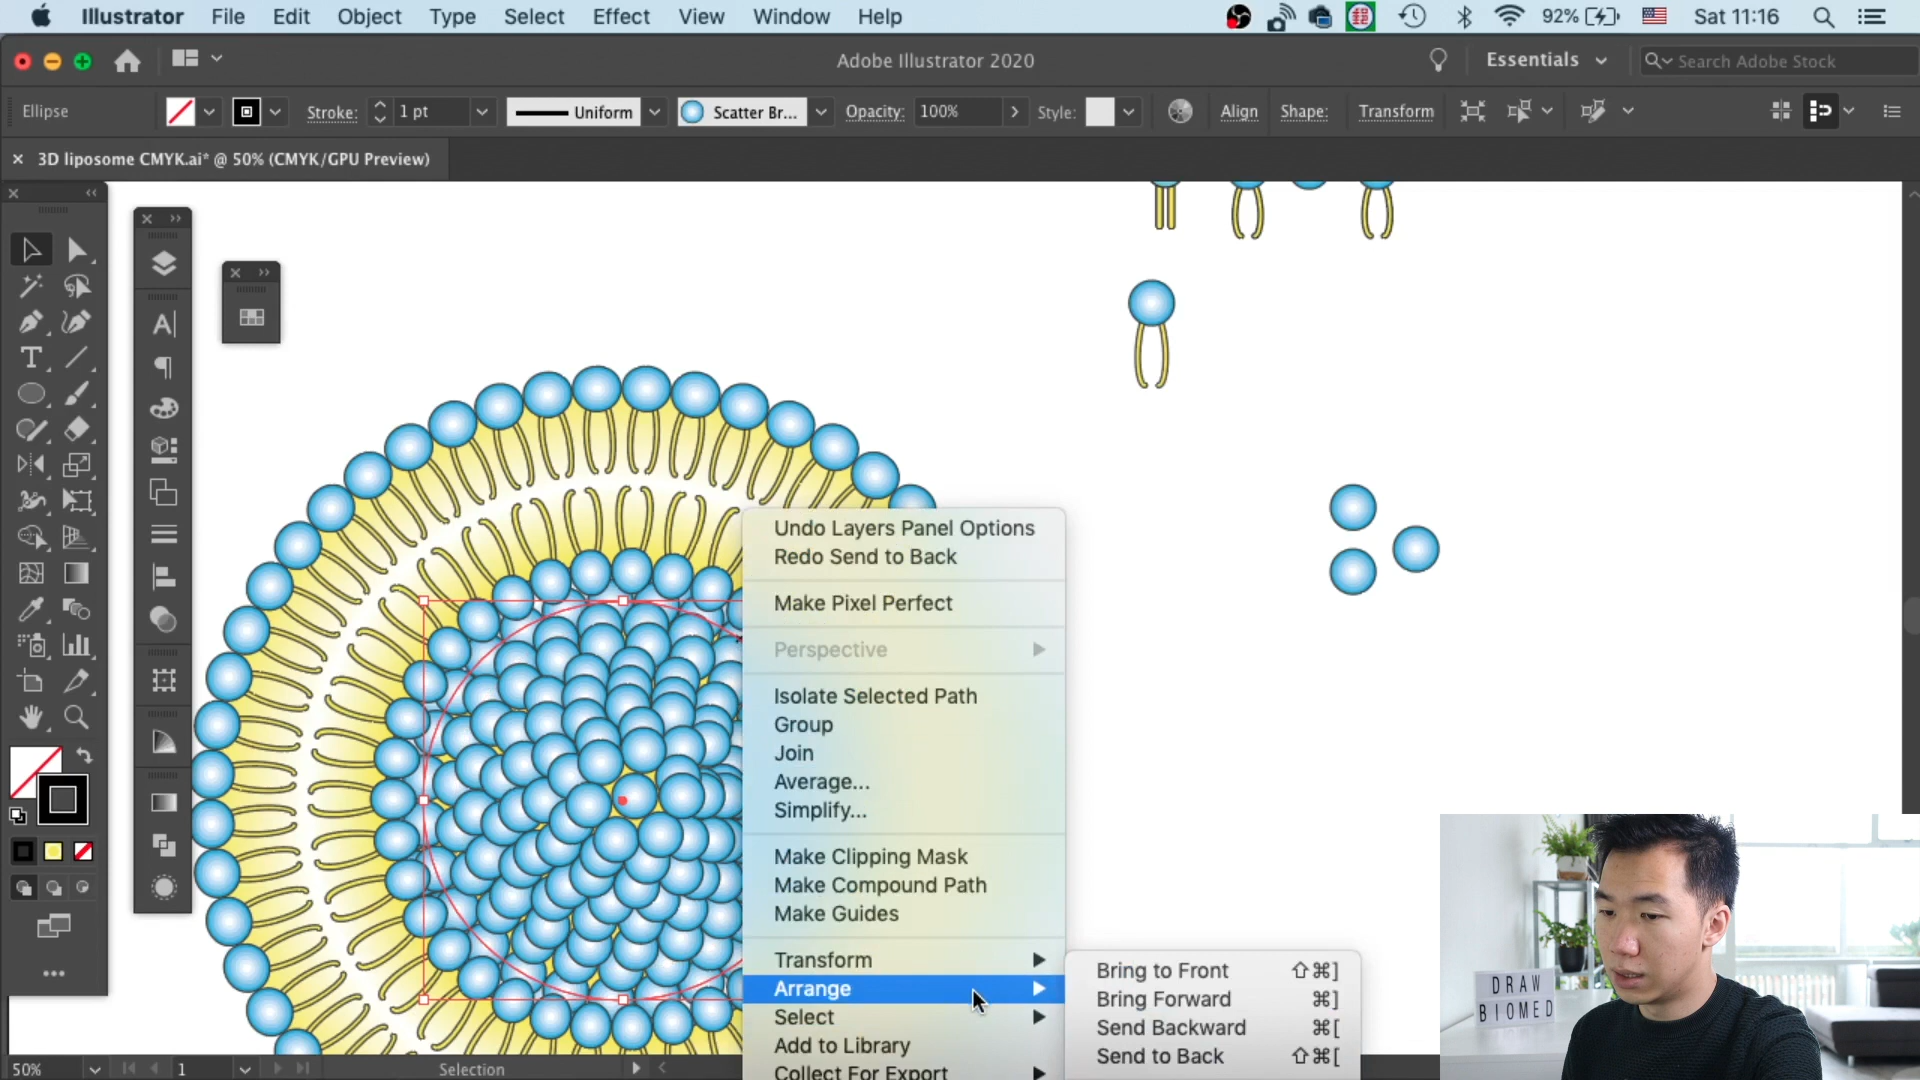 Illustrator File Edit Object Type Select Effect View Window Help 92% Sat 11:16
Adobe Illustrator 2020 Essentials Search Adobe Stock
Ellipse Stroke: 1 pt Uniform Scatter Br... Opacity: 100% Style: Align Shape: Transform
3D liposome CMYK.ai* @ 50% (CMYK/GPU Preview)
Undo Layers Panel Options
Redo Send to Back
Make Pixel Perfect
Perspective
Isolate Selected Path
Group
Join
Average...
Simplify...
Make Clipping Mask
Make Compound Path
Make Guides
Transform
Arrange
Select
Add to Library
Collect For Export
Bring to Front ⇧⌘]
Bring Forward ⌘]
Send Backward ⌘[
Send to Back ⇧⌘[
DRAW
BIOMED
50% 1 Selection